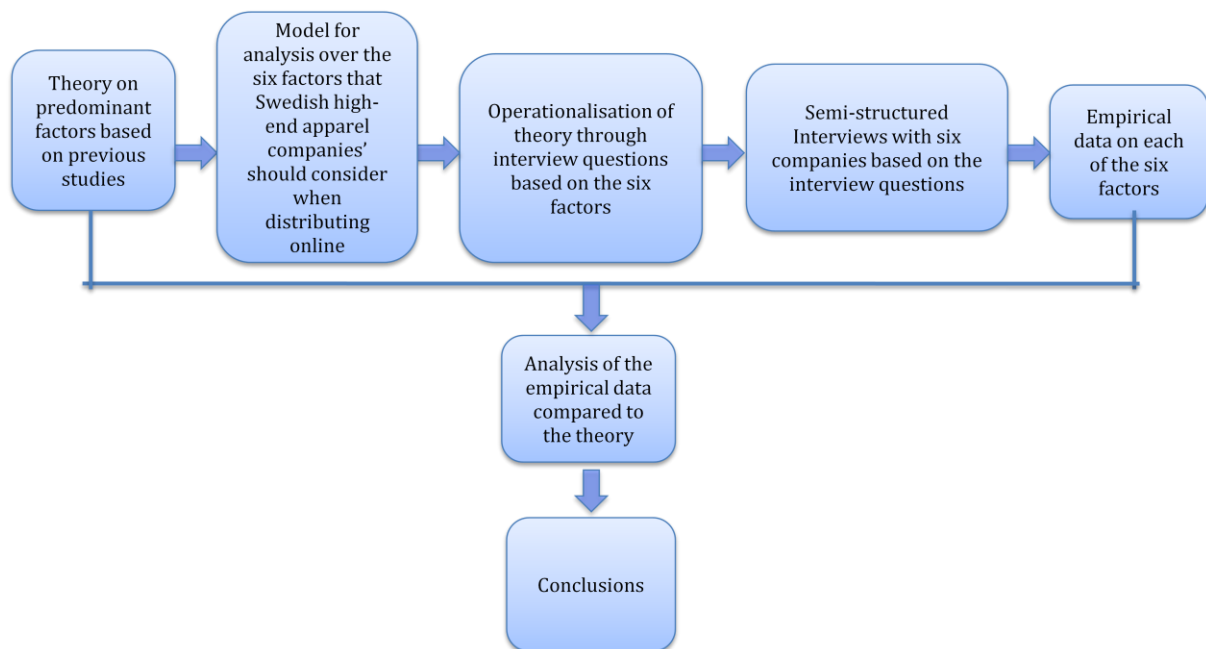 Theory on
predominant
factors based
on previous
studies
Model for
analysis over the
six factors that
Swedish high-
end apparel
companies’
should consider
when
distributing
online
Operationalisation of
theory through
interview questions
based on the six
factors
Semi-structured
Interviews with six
companies based on the
interview questions
Empirical
data on each
of the six
factors
Analysis of the
empirical data
compared to
the theory
Conclusions